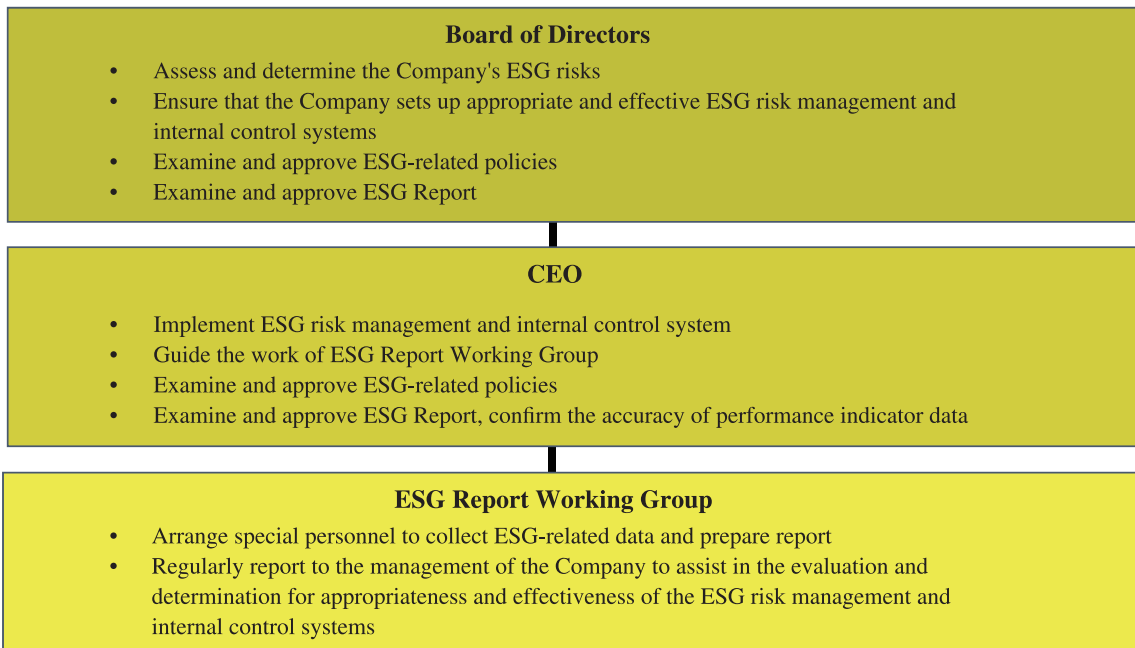 Board of Directors
• Assess and determine the Company's ESG risks
• Ensure that the Company sets up appropriate and effective ESG risk management and
internal control systems
• Examine and approve ESG-related policies
• Examine and approve ESG Report
CEO
• Implement ESG risk management and internal control system
• Guide the work of ESG Report Working Group
• Examine and approve ESG-related policies
• Examine and approve ESG Report, confirm the accuracy of performance indicator data
ESG Report Working Group
• Arrange special personnel to collect ESG-related data and prepare report
• Regularly report to the management of the Company to assist in the evaluation and
determination for appropriateness and effectiveness of the ESG risk management and
internal control systems